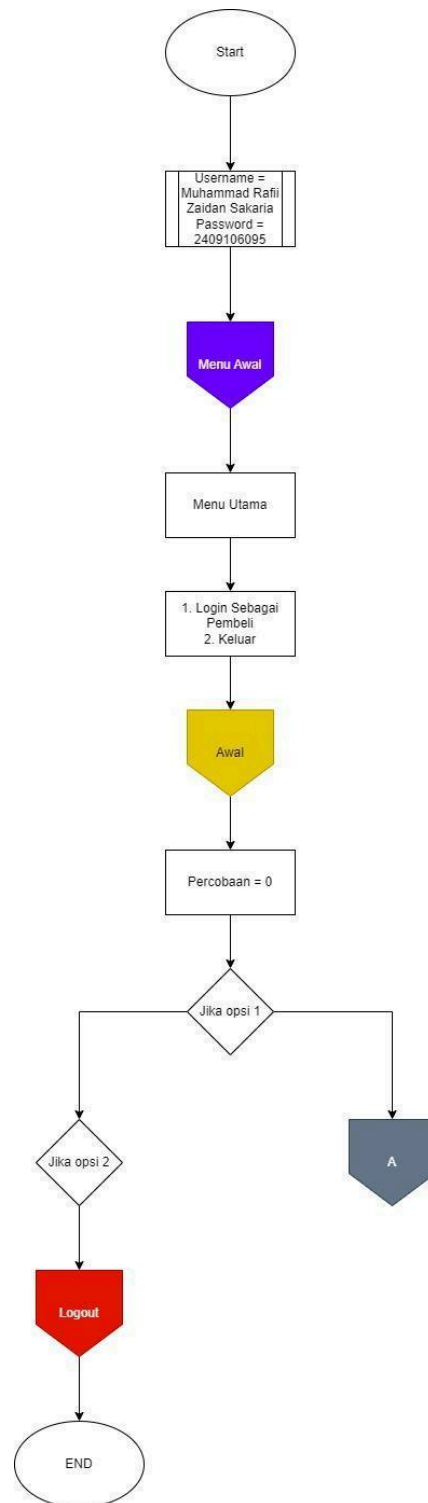 Start
Username =
Muhammad Rafii
Zaidan Sakaria
Password =
2409106095
Menu Awal
Menu Utama
1. Login Sebagai
Pembeli
2. Keluar
Awal
Percobaan = 0
Jika opsi 1
Jika opsi 2
A
Logout
END